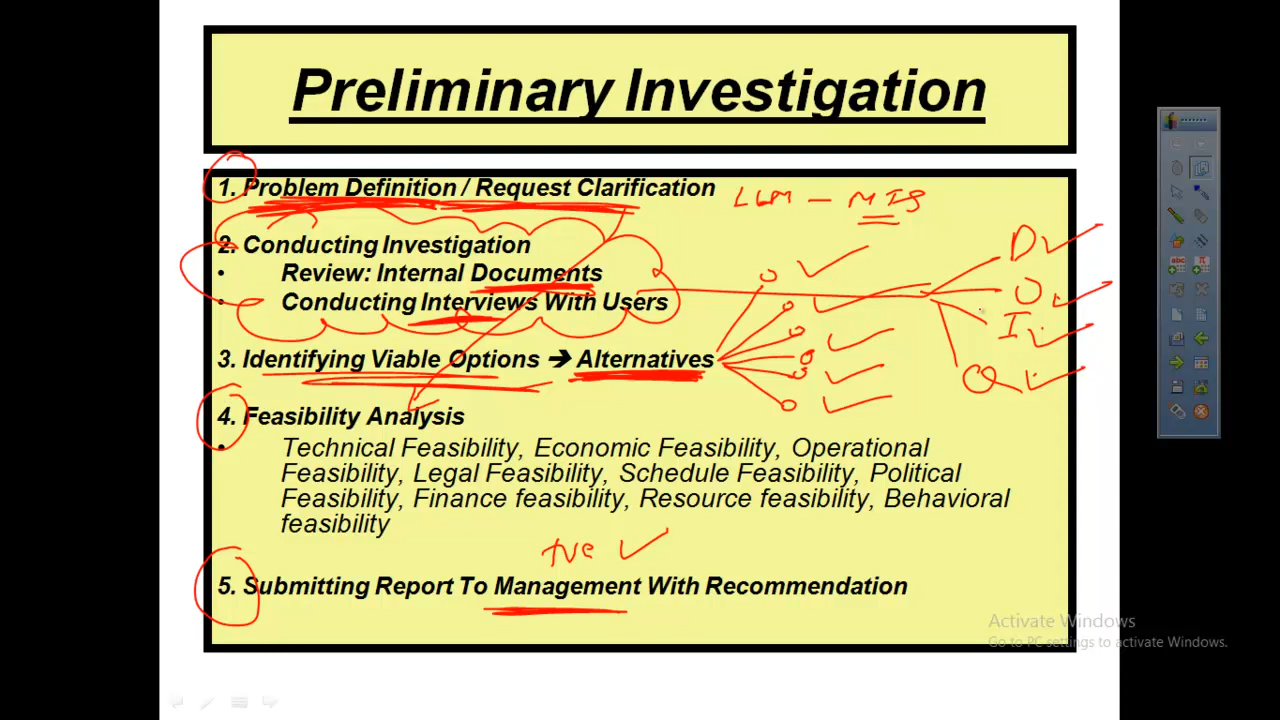 Preliminary Investigation
1. Problem Definition / Request Clarification
MIS
2. Conducting Investigation
• Review: Internal Documents
• Conducting Interviews With Users
D
O
I
Q
3. Identifying Viable Options ➔ Alternatives
4. Feasibility Analysis
• Technical Feasibility, Economic Feasibility, Operational
Feasibility, Legal Feasibility, Schedule Feasibility, Political
Feasibility, Finance feasibility, Resource feasibility, Behavioral
feasibility
+ve
5. Submitting Report To Management With Recommendation
Activate Windows
Go to PC settings to activate Windows.